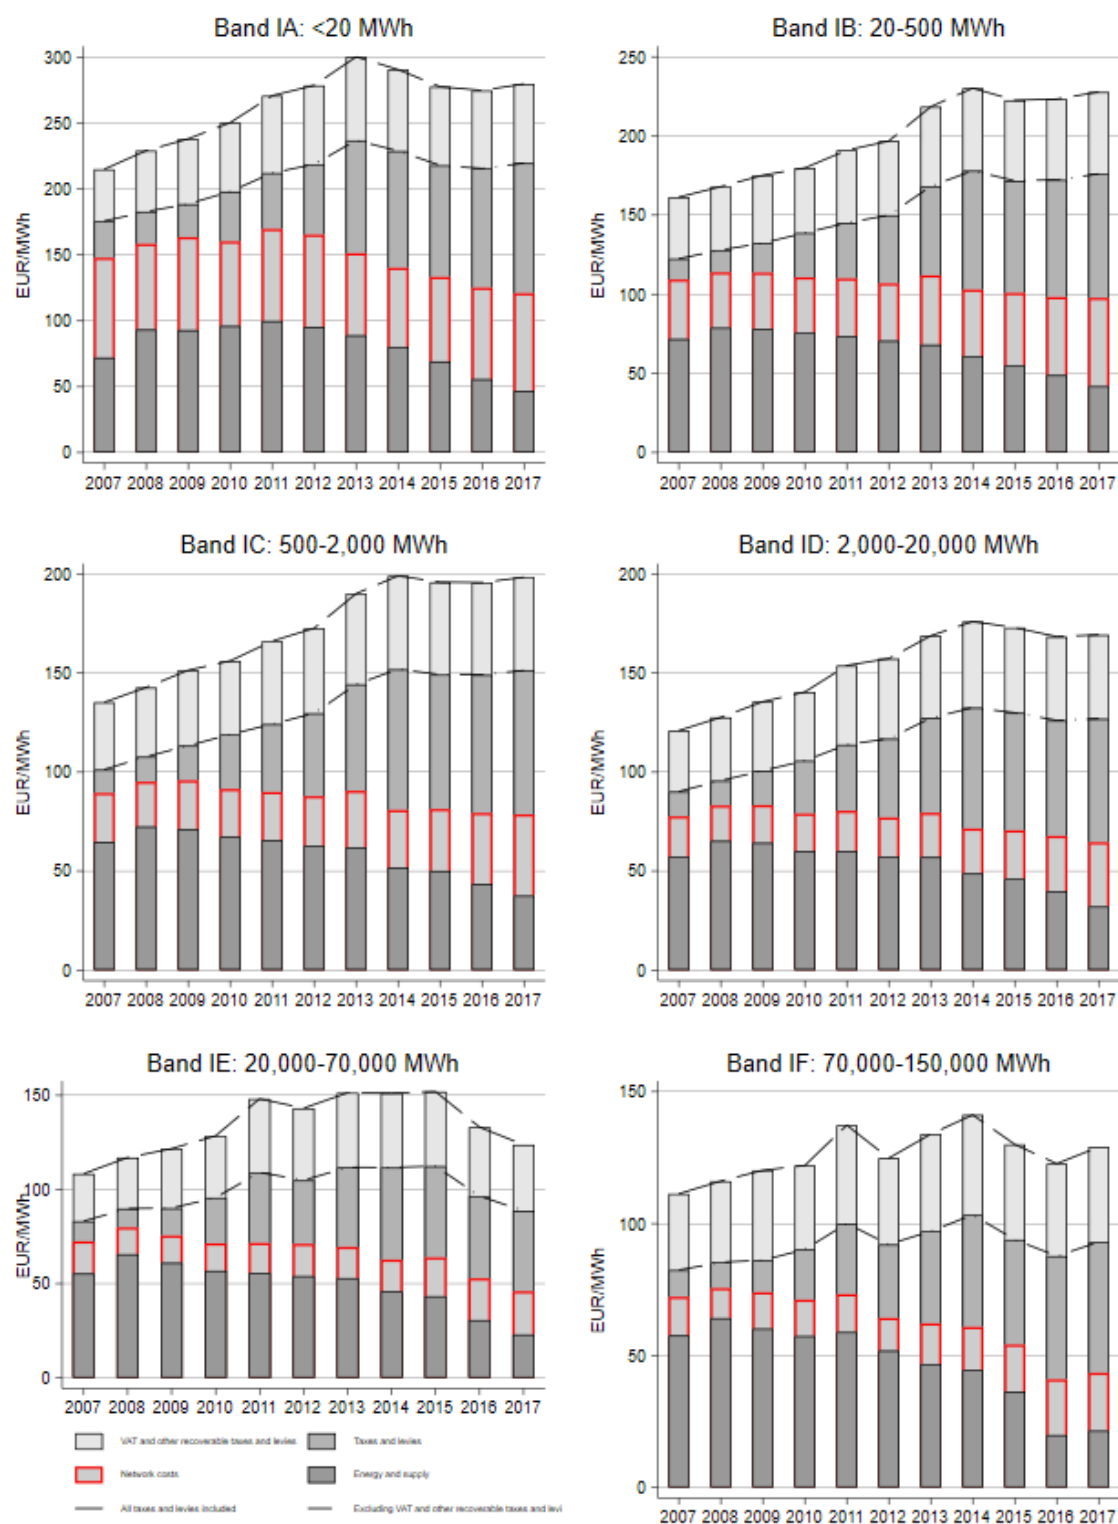 Band IA: <20 MWh
EUR/MWh
300
250
200
150
100
50
0
2007 2008 2009 2010 2011 2012 2013 2014 2015 2016 2017
Band IB: 20-500 MWh
EUR/MWh
250
200
150
100
50
0
2007 2008 2009 2010 2011 2012 2013 2014 2015 2016 2017
Band IC: 500-2,000 MWh
EUR/MWh
200
150
100
50
0
2007 2008 2009 2010 2011 2012 2013 2014 2015 2016 2017
Band ID: 2,000-20,000 MWh
EUR/MWh
200
150
100
50
0
2007 2008 2009 2010 2011 2012 2013 2014 2015 2016 2017
Band IE: 20,000-70,000 MWh
EUR/MWh
150
100
50
0
2007 2008 2009 2010 2011 2012 2013 2014 2015 2016 2017
VAT and other recoverable taxes and levies
Taxes and levies
Network costs
Energy and supply
All taxes and levies included
Excluding VAT and other recoverable taxes and levi
Band IF: 70,000-150,000 MWh
EUR/MWh
150
100
50
0
2007 2008 2009 2010 2011 2012 2013 2014 2015 2016 2017